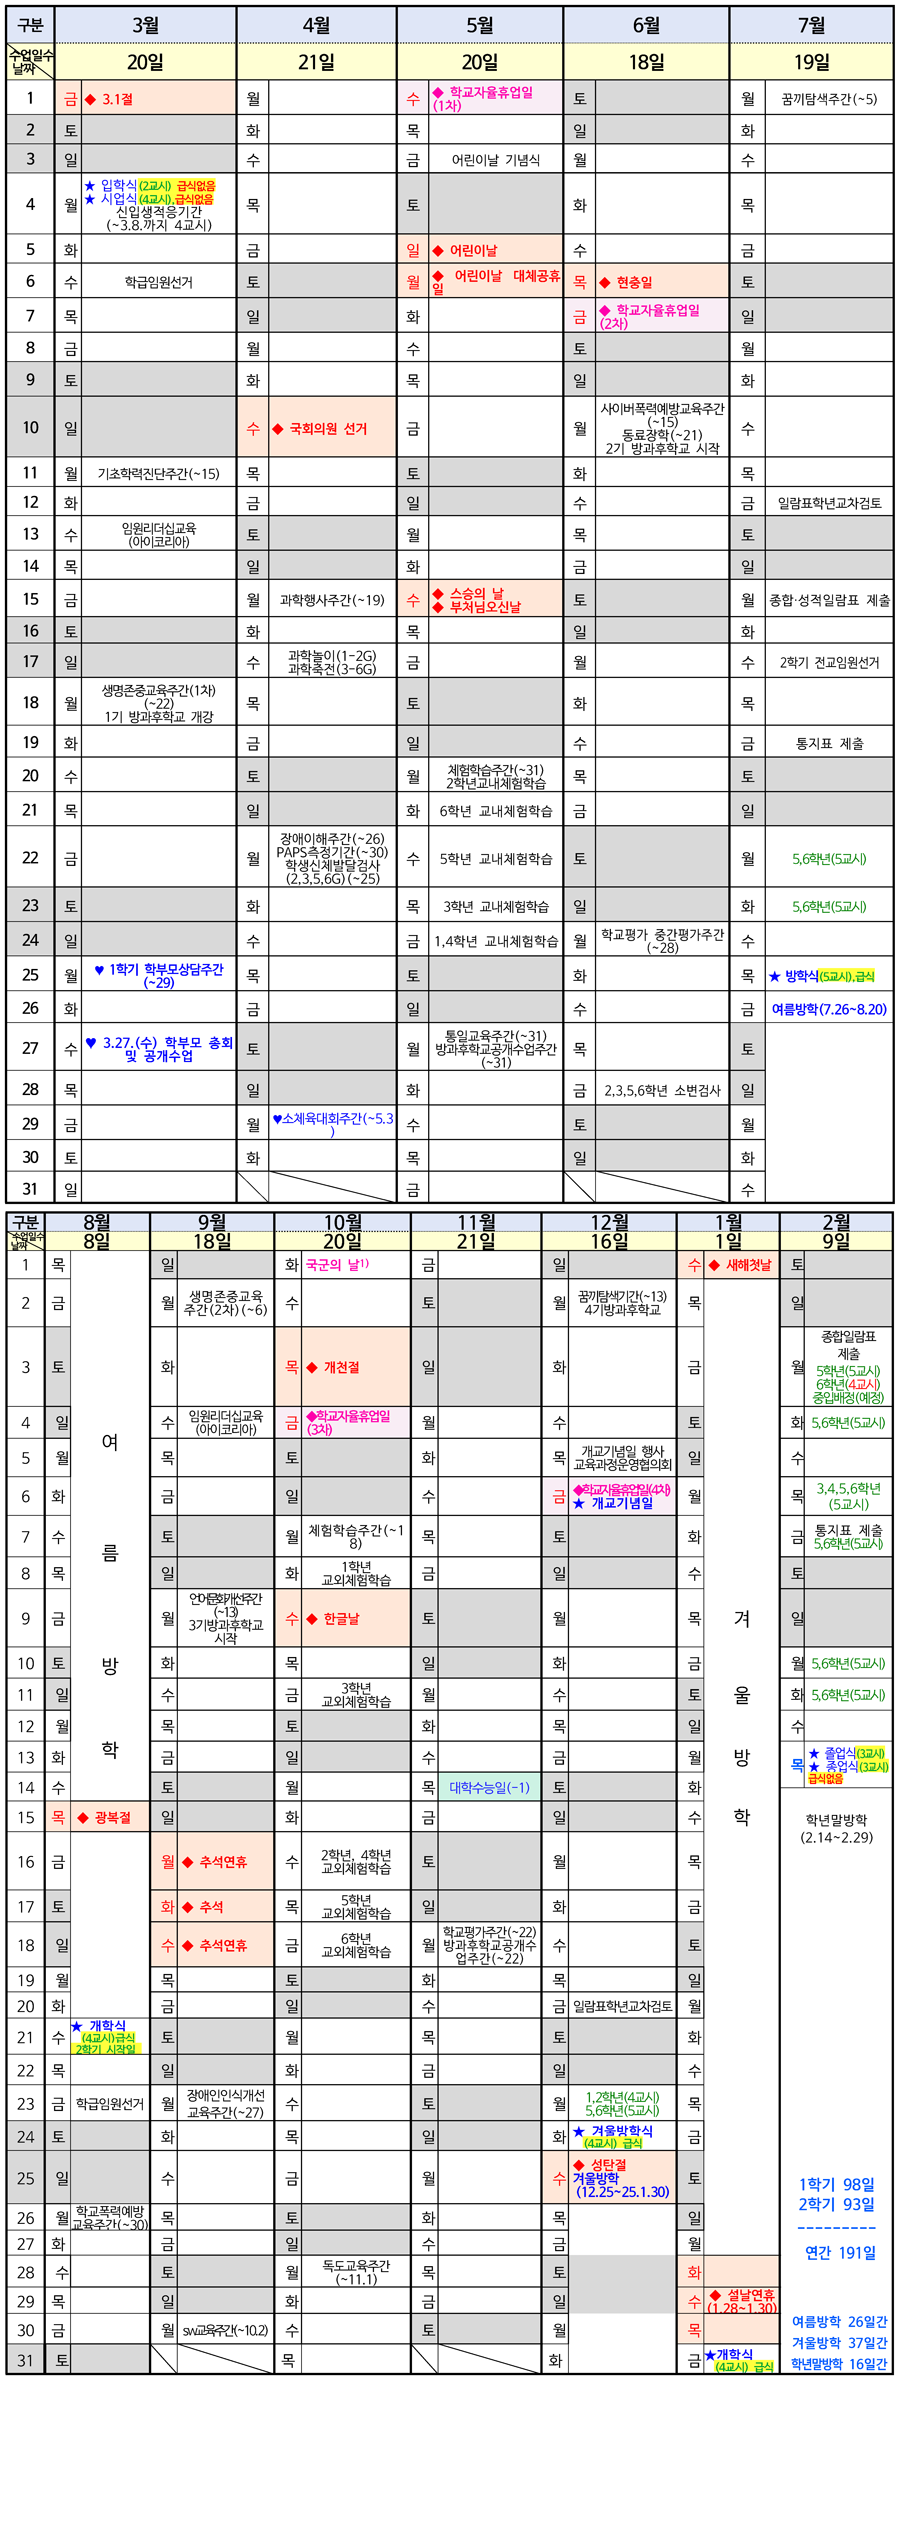 구분 3월 4월 5월 6월 7월
수업일수 날짜 20일 21일 20일 18일 19일
1 금 ◆ 3.1절 월 수 ◆ 학교자율휴업일 (1차) 토 월 꿈끼탐색주간(~5)
2 토 화 목 일 화
3 일 수 금 어린이날 기념식 월 수
4 월 ★ 입학식(2교시) 급식없음
★ 시업식(4교시),급식없음
신입생적응기간
(~3.8.까지 4교시) 목 토 화 목
5 화 금 일 ◆ 어린이날 수 금
6 수 학급임원선거 토 월 ◆ 어린이날 대체공휴일 목 ◆ 현충일 토
7 목 일 화 금 ◆ 학교자율휴업일 (2차) 일
8 금 월 수 토 월
9 토 화 목 일 화
10 일 수 ◆ 국회의원 선거 금 월 사이버폭력예방교육주간
(~15)
동료장학(~21)
2기 방과후학교 시작 수
11 월 기초학력진단주간(~15) 목 토 화 목
12 화 금 일 수 금 일람표학년교차검토
13 수 임원리더십교육
(아이코리아) 토 월 목 토
14 목 일 화 금 일
15 금 월 과학행사주간(~19) 수 ◆ 스승의 날
◆ 부처님오신날 토 월 종합·성적일람표 제출
16 토 화 목 일 화
17 일 수 과학놀이(1-2G)
과학축전(3-6G) 금 월 수 2학기 전교임원선거
18 월 생명존중교육주간(1차)
(~22)
1기 방과후학교 개강 목 토 화 목
19 화 금 일 수 금 통지표 제출
20 수 토 월 체험학습주간(~31)
2학년교내체험학습 목 토
21 목 일 화 6학년 교내체험학습 금 일
22 금 월 장애이해주간(~26)
PAPS측정기간(~30)
학생신체발달검사
(2,3,5,6G)(~25) 수 5학년 교내체험학습 토 월 5,6학년(5교시)
23 토 화 목 3학년 교내체험학습 일 화 5,6학년(5교시)
24 일 수 금 1,4학년 교내체험학습 월 학교평가 중간평가주간
(~28) 수
25 월 ♥ 1학기 학부모상담주간
(~29) 목 토 화 목 ★ 방학식(5교시),급식
26 화 금 일 수 금 여름방학(7.26~8.20)
27 수 ♥ 3.27.(수) 학부모 총회
및 공개수업 토 월 통일교육주간(~31)
방과후학교공개수업주간
(~31) 목 토
28 목 일 화 금 2,3,5,6학년 소변검사 일
29 금 월 ♥소체육대회주간(~5.3
) 수 토 월
30 토 화 목 일 화
31 일 금 수
구분 8월 9월 10월 11월 12월 1월 2월
수업일수 날짜 8일 18일 20일 21일 16일 1일 9일
1 목 일 화 국군의 날1) 금 일 수 ◆ 새해첫날 토
2 금 월 생명존중교육
주간(2차)(~6) 수 토 월 꿈끼탐색기간(~13)
4기방과후학교 목 일
3 토 화 목 ◆ 개천절 일 화 금 월 종합일람표
제출
5학년(5교시)
6학년(4교시)
중입배정(예정)
4 일 수 임원리더십교육
(아이코리아) 금 ◆학교자율휴업일
(3차) 월 수 토 화 5,6학년(5교시)
여
5 월 목 토 화 목 개교기념일 행사
교육과정운영협의회 일 수
6 화 금 일 수 금 ◆학교자율휴업일(4차)
★ 개교기념일 월 목 3,4,5,6학년
(5교시)
7 수 름 토 월 체험학습주간(~1
8) 목 토 화 금 통지표 제출
5,6학년(5교시)
8 목 일 화 1학년
교외체험학습 금 일 수 토
9 금 월 언어문화개선주간
(~13)
3기방과후학교
시작 수 ◆ 한글날 토 월 목 겨 일
10 토 방 화 목 일 화 금 월 5,6학년(5교시)
11 일 수 금 3학년
교외체험학습 월 수 토 울 화 5,6학년(5교시)
12 월 목 토 화 목 일 수
13 화 학 금 일 수 금 월 방 목 ★ 졸업식(3교시)
★ 종업식(3교시)
급식없음
14 수 토 월 목 대학수능일(-1) 토 화
15 목 ◆ 광복절 일 화 금 일 수 학 학년말방학
(2.14~2.29)
16 금 월 ◆ 추석연휴 수 2학년, 4학년
교외체험학습 토 월 목
17 토 화 ◆ 추석 목 5학년
교외체험학습 일 화 금
18 일 수 ◆ 추석연휴 금 6학년
교외체험학습 월 학교평가주간(~22)
방과후학교공개수
업주간(~22) 수 토
19 월 목 토 화 목 일
20 화 금 일 수 금 일람표학년교차검토 월
21 수 ★ 개학식
(4교시)급식
2학기 시작일 토 월 목 토 화
22 목 일 화 금 일 수
23 금 학급임원선거 월 장애인인식개선
교육주간(~27) 수 토 월 1,2학년(4교시)
5,6학년(5교시) 목
24 토 화 목 일 화 ★ 겨울방학식
(4교시) 급식 금
25 일 수 금 월 수 ◆ 성탄절
겨울방학
(12.25~25.1.30) 토 1학기 98일
2학기 93일
---------
26 월 학교폭력예방
교육주간(~30) 목 토 화 목 일
27 화 금 일 수 금 월 연간 191일
28 수 토 월 독도교육주간
(~11.1) 목 토 화
29 목 일 화 금 일 수 ◆ 설날연휴
(1.28~1.30)
30 금 월 sw교육주간(~10.2) 수 토 월 목 여름방학 26일간
겨울방학 37일간
31 토 목 화 금 ★개학식
(4교시) 급식 학년말방학 16일간